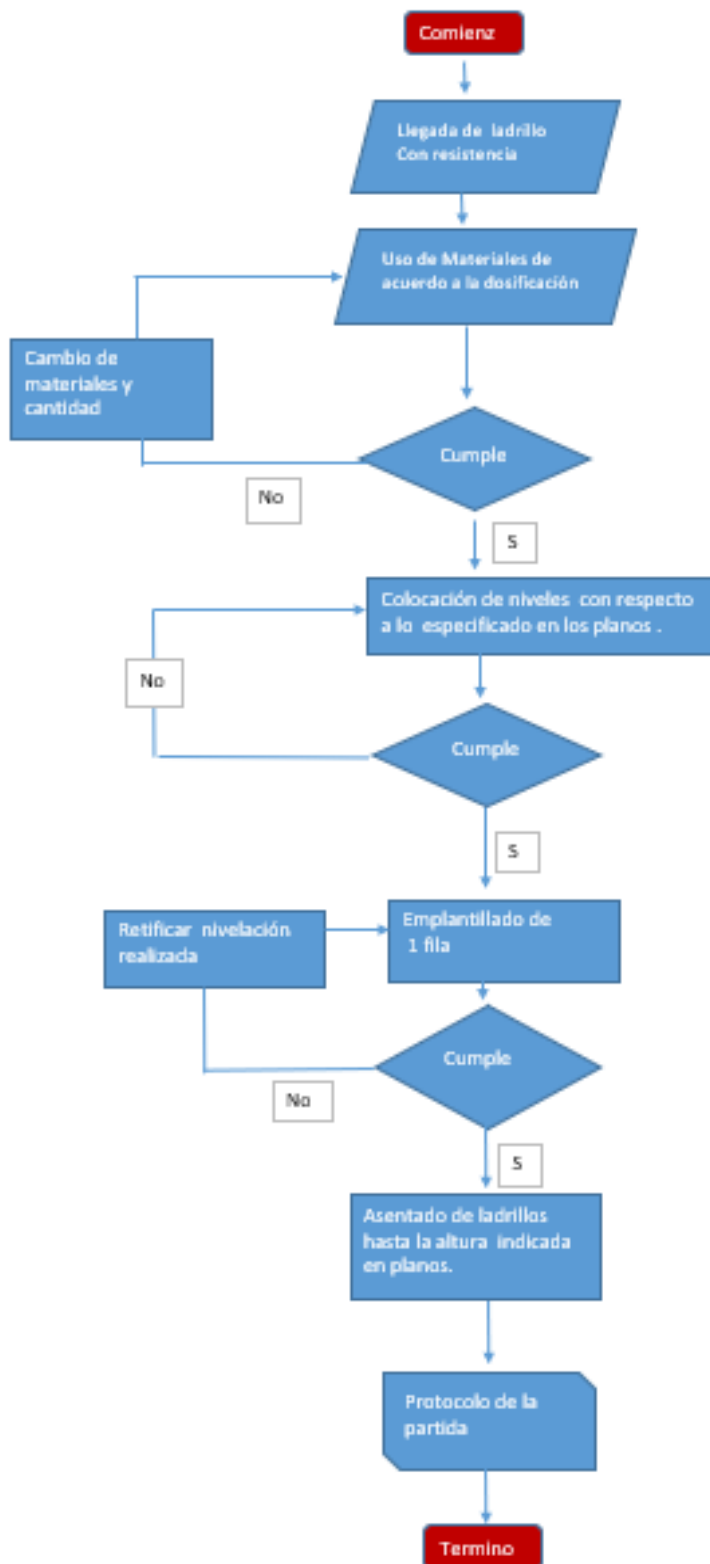 Comienz
Llegada de ladrillo
Con resistencia
Uso de Materiales de
acuerdo a la dosificación
Cambio de
materiales y
cantidad
Cumple
No
S
Colocación de niveles con respecto
a lo especificado en los planos .
No
Cumple
S
Retificar nivelación
realizada
Emplantillado de
1 fila
Cumple
No
S
Asentado de ladrillos
hasta la altura indicada
en planos.
Protocolo de la
partida
Termino